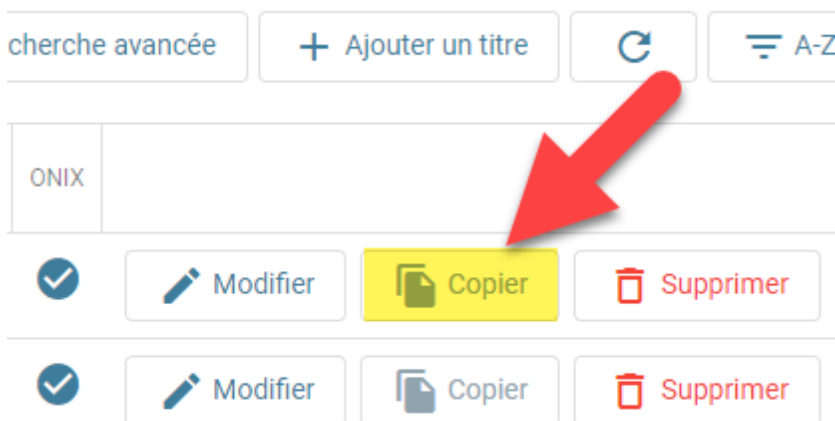 cherche avancée
Ajouter un titre
A-Z
ONIX
Modifier
Copier
Supprimer
Modifier
Copier
Supprimer